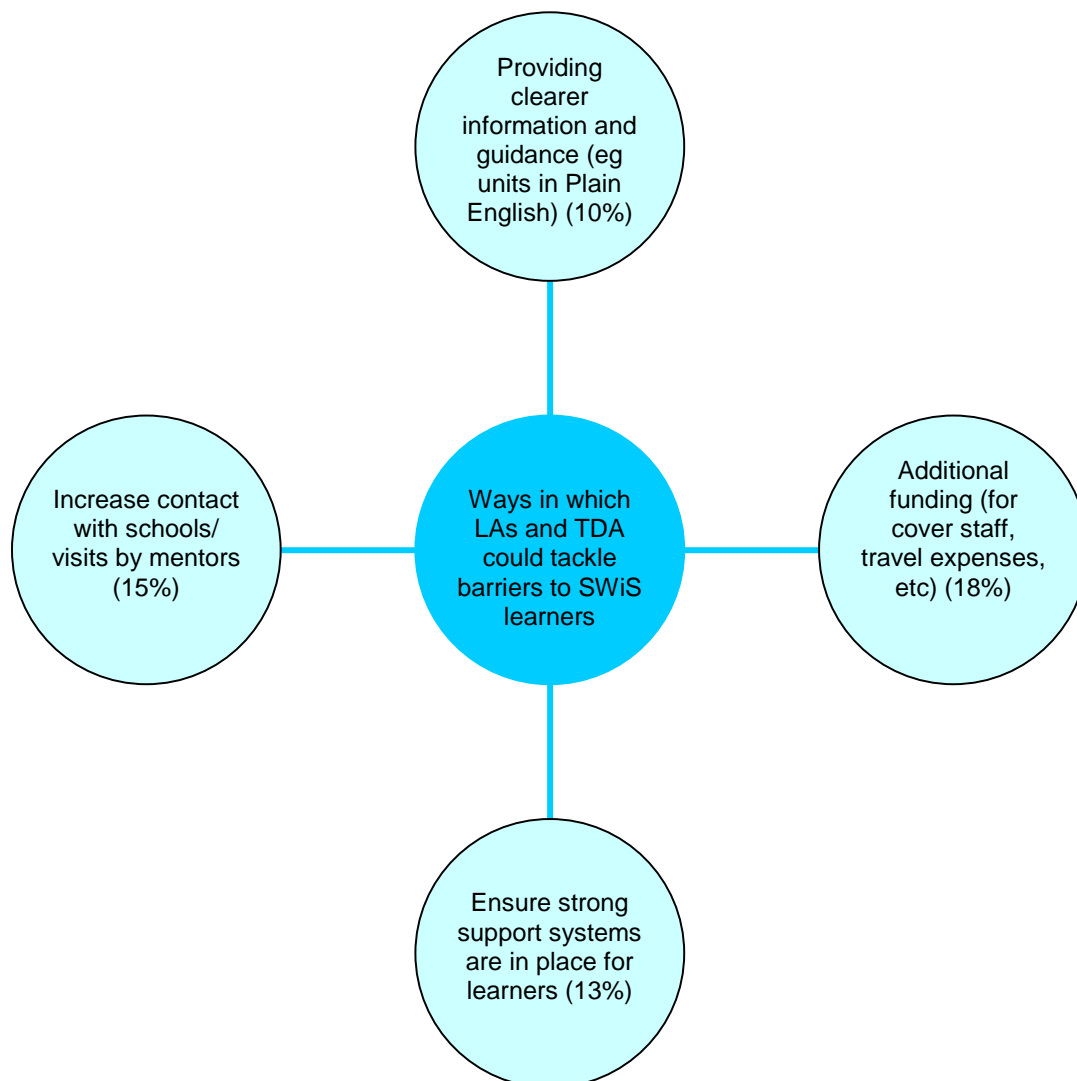 Providing
clearer
information and
guidance (eg
units in Plain
English) (10%)
Increase contact
with schools/
visits by mentors
(15%)
Ways in which
LAs and TDA
could tackle
barriers to SWiS
learners
Additional
funding (for
cover staff,
travel expenses,
etc) (18%)
Ensure strong
support systems
are in place for
learners (13%)